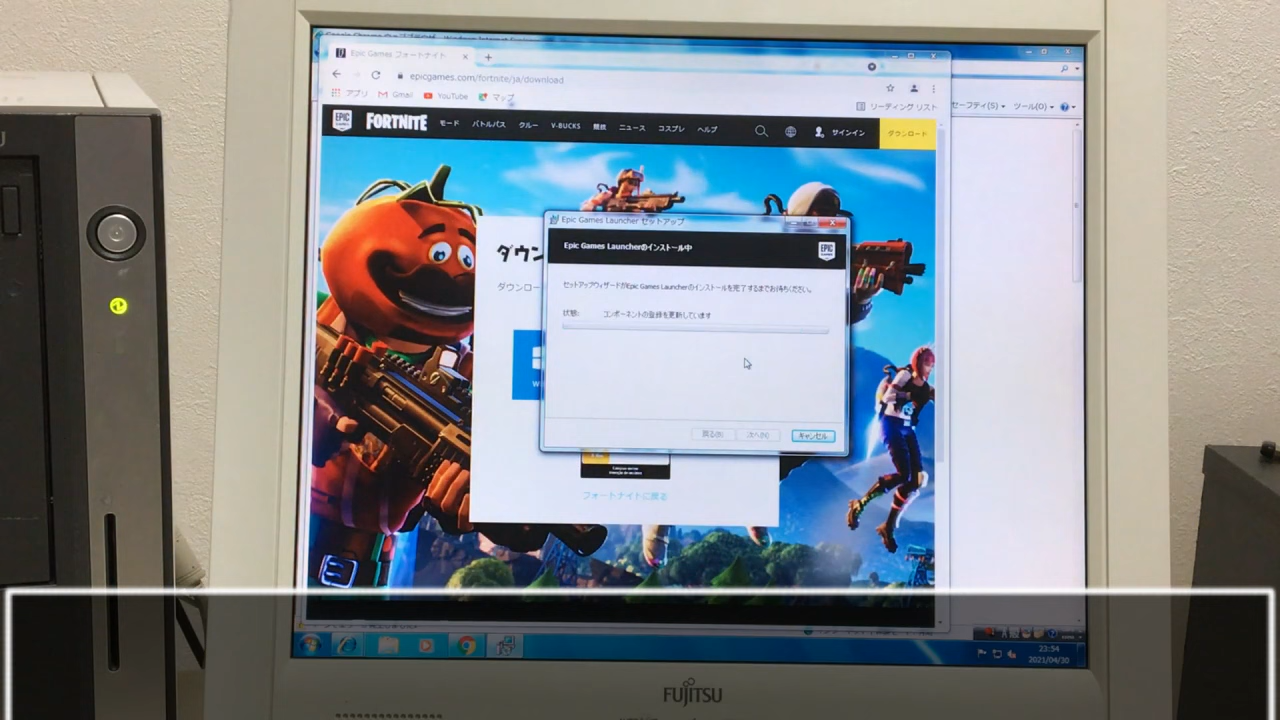 Epic Games フォートナイト
epicgames.com/fortnite/ja/download
アプリ Gmail YouTube マップ
リーディング リスト
セーフティ(S) ツール(O)
EPIC GAMES FORTNITE モード バトルパス クルー V-BUCKS 競技 ニュース コスプレ ヘルプ サインイン ダウンロード
Epic Games Launcher セットアップ
ダウン
Epic Games Launcherのインストール中
EPIC GAMES
ダウンロー
セットアップウィザードがEpic Games Launcherのインストールを完了するまでお待ちください。
状態: コンポーネントの登録を更新しています
戻る(B) 次へ(N) キャンセル
フォートナイトに戻る
23:54
2021/04/30
FUJITSU